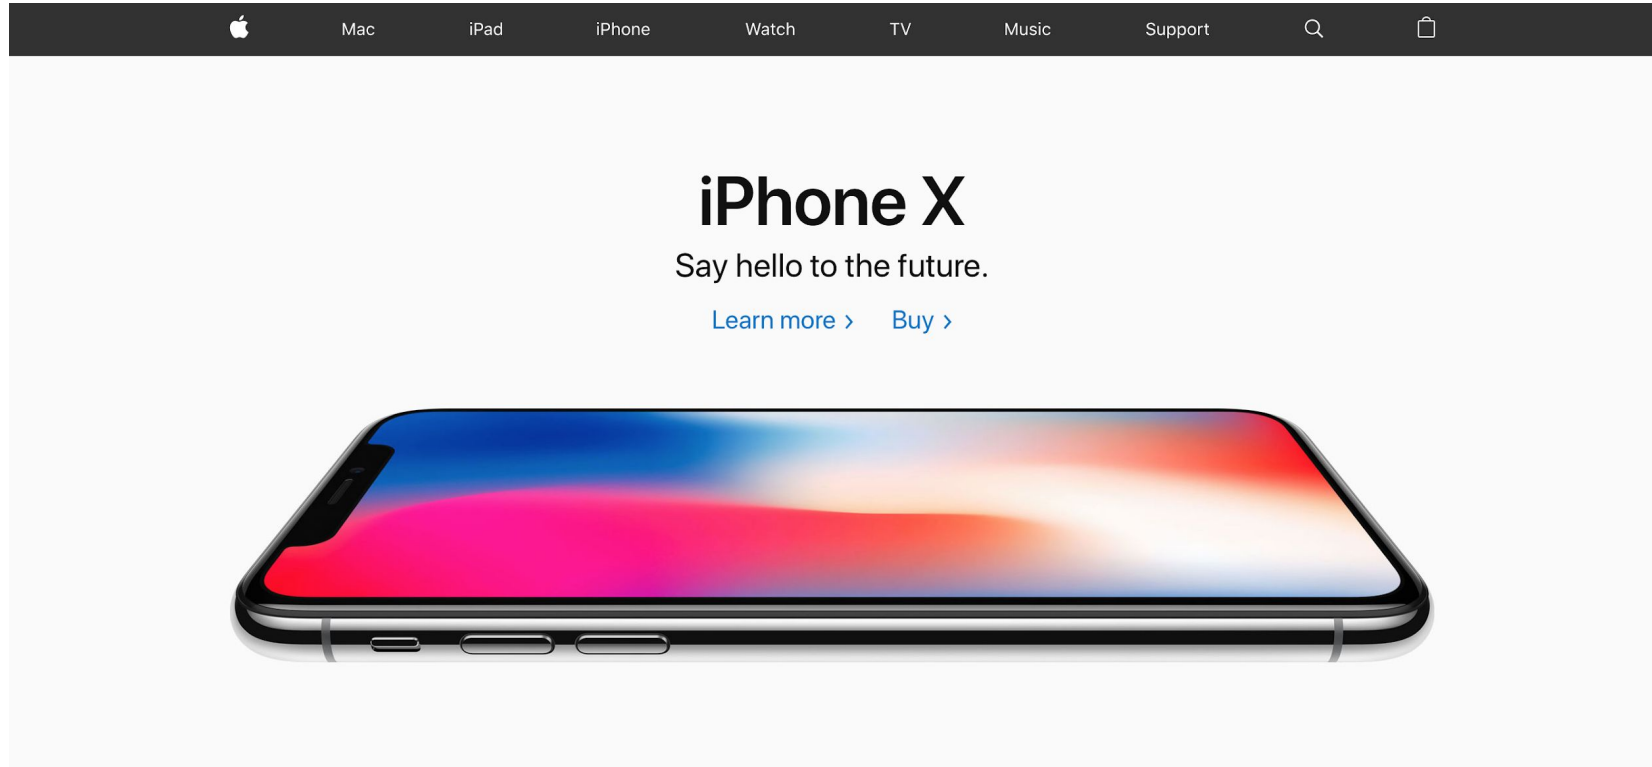 Mac iPad iPhone Watch TV Music Support
iPhone X
Say hello to the future.
Learn more > Buy >